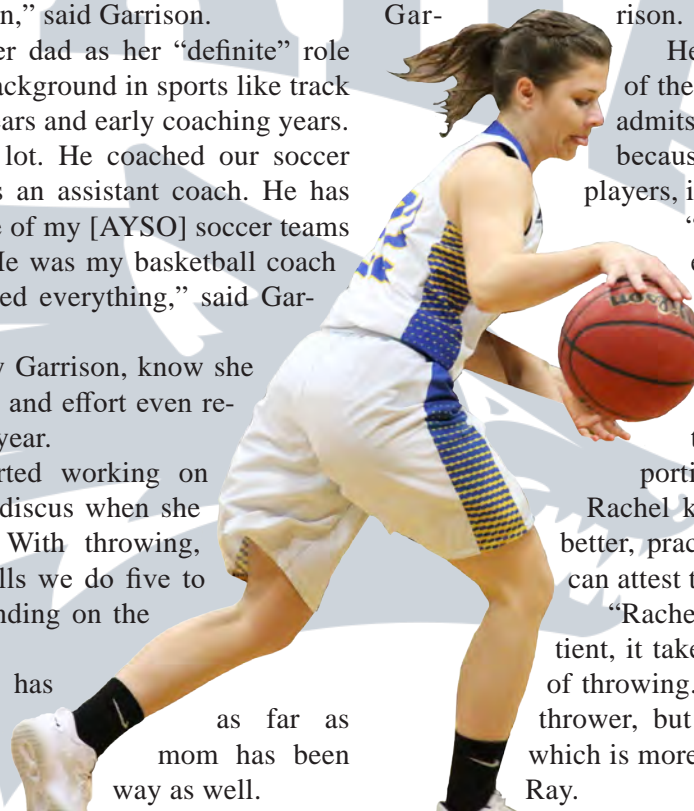 n,” said Garrison.
er dad as her “definite” role
ackground in sports like track
ars and early coaching years.
lot. He coached our soccer
s an assistant coach. He has
e of my [AYSO] soccer teams
He was my basketball coach
ed everything,” said Gar-
y Garrison, know she
and effort even re-
year.
rted working on
discus when she
With throwing,
lls we do five to
nding on the
has
as far as
mom has been
way as well.
Gar- rison.
He
of the
admits
becaus
players, i
“
t
porti
Rachel k
better, prac
can attest t
“Rache
tient, it take
of throwing.
thrower, but
which is more
Ray.
Wilson